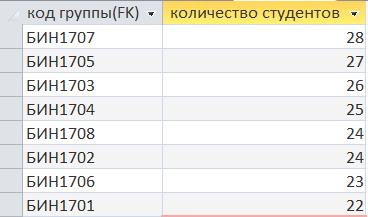 код группы(FK) количество студентов
БИН1707 28
БИН1705 27
БИН1703 26
БИН1704 25
БИН1708 24
БИН1702 24
БИН1706 23
БИН1701 22